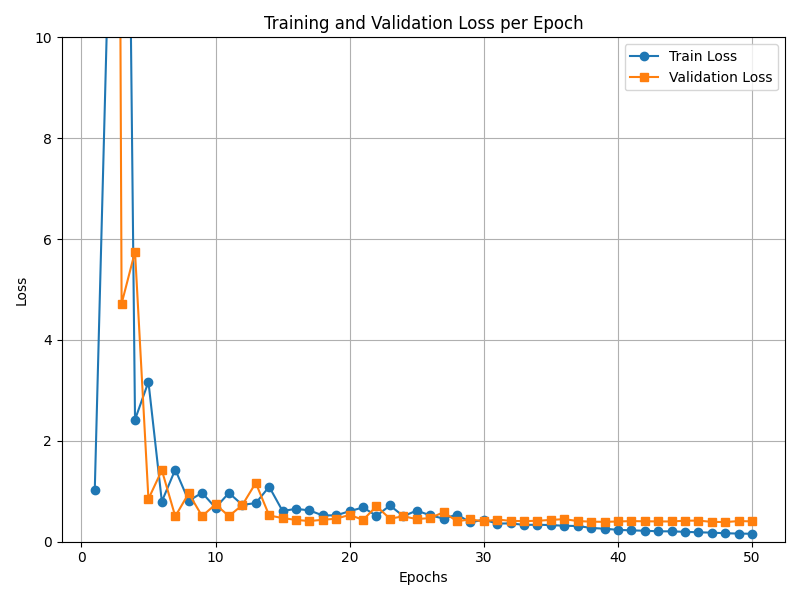 Training and Validation Loss per Epoch
Train Loss
Validation Loss
Loss
10
8
6
4
2
0
0 10 20 30 40 50
Epochs